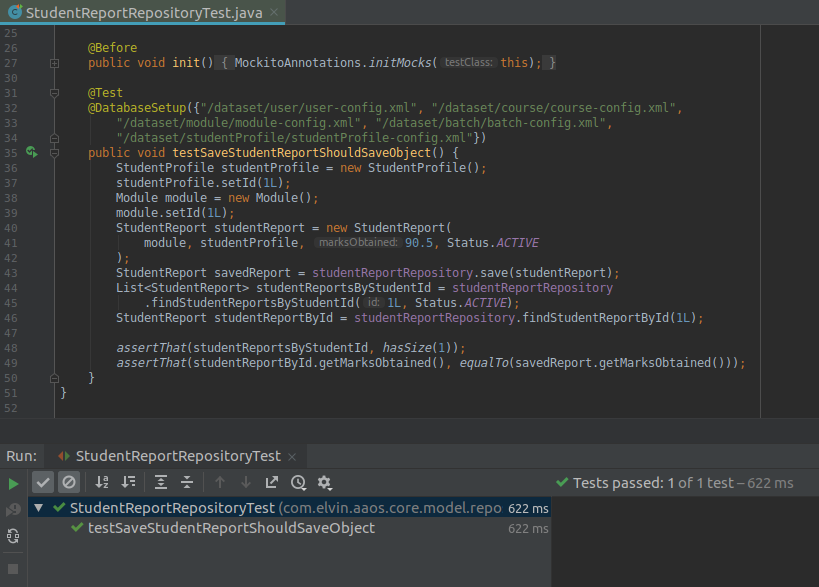 StudentReportRepositoryTest.java
25
26 @Before
27 public void init() { MockitoAnnotations.initMocks( testClass: this); }
30
31 @Test
32 @DatabaseSetup({"/dataset/user/user-config.xml", "/dataset/course/course-config.xml",
33 "/dataset/module/module-config.xml", "/dataset/batch/batch-config.xml",
34 "/dataset/studentProfile/studentProfile-config.xml"})
35 public void testSaveStudentReportShouldSaveObject() {
36 StudentProfile studentProfile = new StudentProfile();
37 studentProfile.setId(1L);
38 Module module = new Module();
39 module.setId(1L);
40 StudentReport studentReport = new StudentReport(
41 module, studentProfile, marksObtained: 90.5, Status.ACTIVE
42 );
43 StudentReport savedReport = studentReportRepository.save(studentReport);
44 List<StudentReport> studentReportsByStudentId = studentReportRepository
45 .findStudentReportsByStudentId( id: 1L, Status.ACTIVE);
46 StudentReport studentReportById = studentReportRepository.findStudentReportById(1L);
47
48 assertThat(studentReportsByStudentId, hasSize(1));
49 assertThat(studentReportById.getMarksObtained(), equalTo(savedReport.getMarksObtained()));
50 }
51 }
52
Run: StudentReportRepositoryTest
Tests passed: 1 of 1 test – 622 ms
StudentReportRepositoryTest (com.elvin.aaos.core.model.repo 622 ms
testSaveStudentReportShouldSaveObject 622 ms